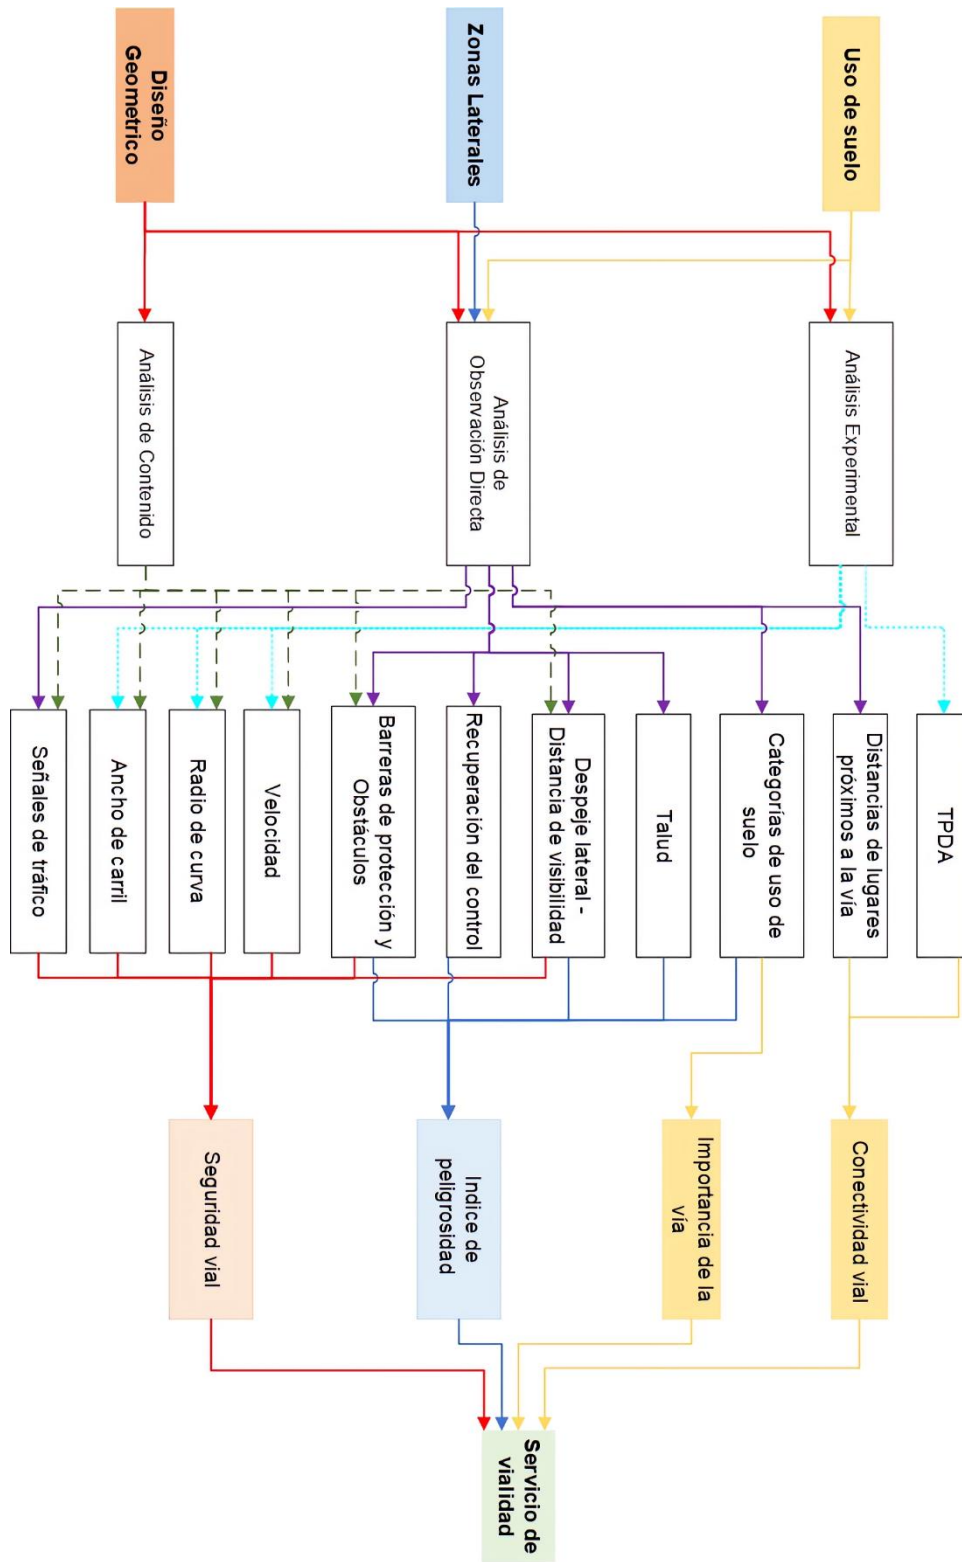 Uso de suelo
Zonas Laterales
Diseño
Geometrico
Análisis Experimental
Análisis de
Observación Directa
Análisis de Contenido
TPDA
Distancias de lugares
próximos a la vía
Categorías de uso de
suelo
Talud
Despeje lateral -
Distancia de visibilidad
Recuperación del control
Barreras de protección y
Obstáculos
Velocidad
Radio de curva
Ancho de carril
Señales de tráfico
Conectividad vial
Importancia de la
vía
Indice de
peligrosidad
Seguridad vial
Servicio de
vialidad